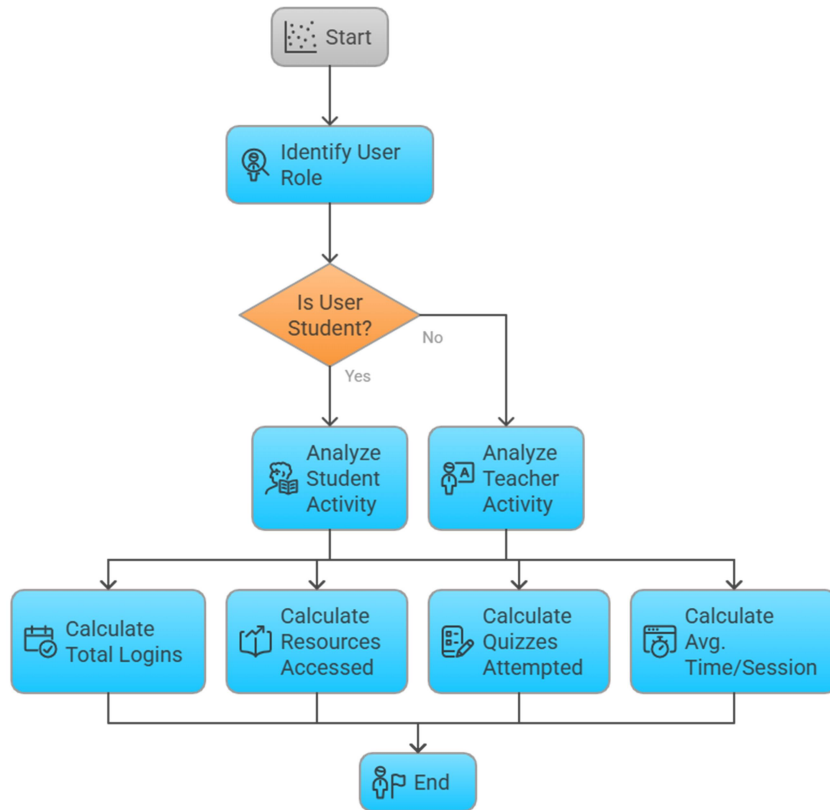 Start
Identify User
Role
Is User
Student?
No
Yes
Analyze
Student
Activity
Analyze
Teacher
Activity
Calculate
Total Logins
Calculate
Resources
Accessed
Calculate
Quizzes
Attempted
Calculate
Avg.
Time/Session
End